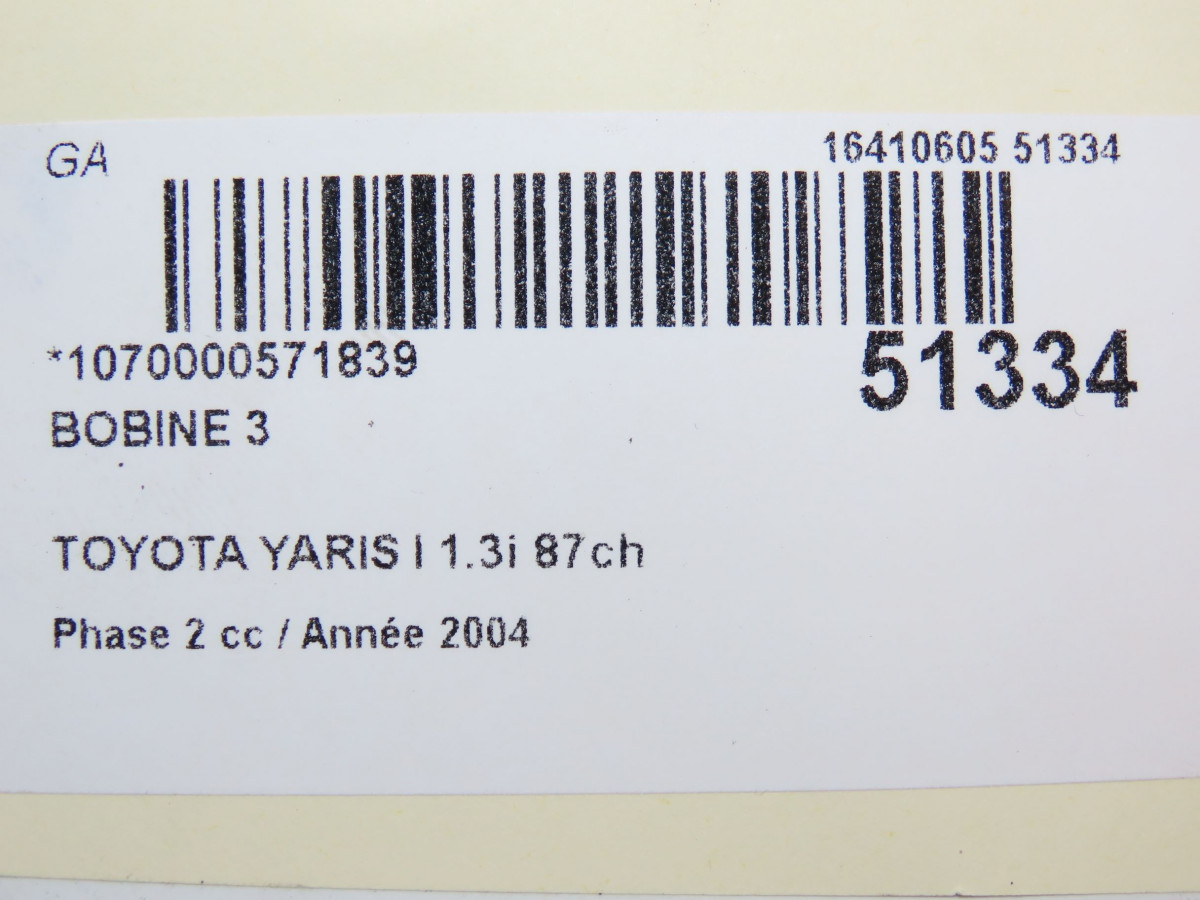 GA
16410605 51334
*1070000571839
51334
BOBINE 3
TOYOTA YARIS I 1.3i 87ch
Phase 2 cc / Année 2004